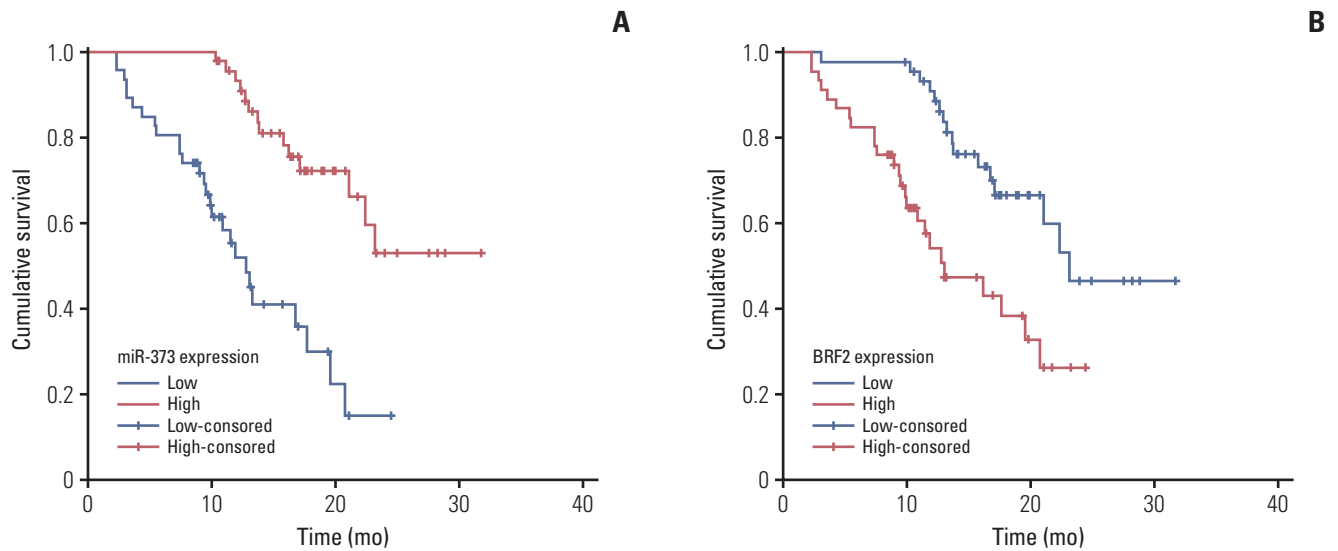 A
1.0
0.8
0.6
0.4
0.2
0
Cumulative survival
miR-373 expression
Low
High
Low-consored
High-consored
0 10 20 30 40
Time (mo)
B
1.0
0.8
0.6
0.4
0.2
0
Cumulative survival
BRF2 expression
Low
High
Low-consored
High-consored
0 10 20 30 40
Time (mo)